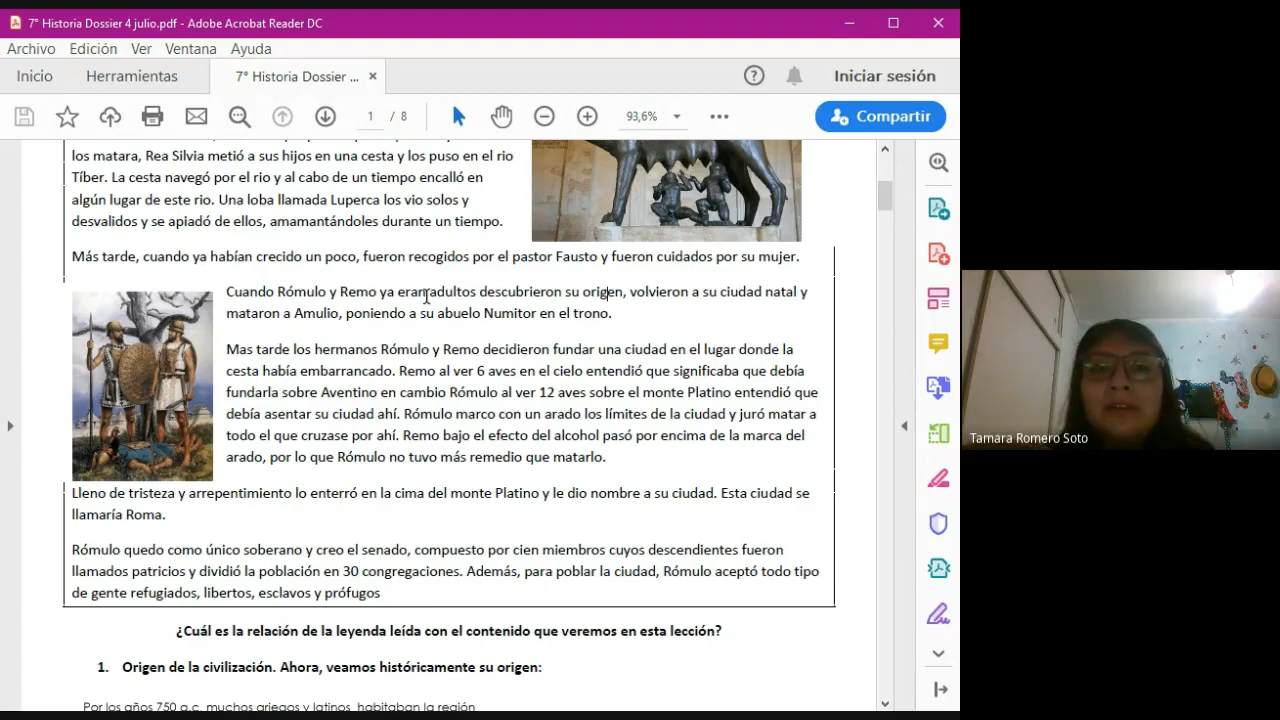 7° Historia Dossier 4 julio.pdf - Adobe Acrobat Reader DC
Archivo Edición Ver Ventana Ayuda
Inicio Herramientas 7° Historia Dossier ... Iniciar sesión
1 / 8 93,6% Compartir
los matara, Rea Silvia metió a sus hijos en una cesta y los puso en el rio
Tíber. La cesta navegó por el rio y al cabo de un tiempo encalló en
algún lugar de este rio. Una loba llamada Luperca los vio solos y
desvalidos y se apiadó de ellos, amamantándoles durante un tiempo.
Más tarde, cuando ya habían crecido un poco, fueron recogidos por el pastor Fausto y fueron cuidados por su mujer.
Cuando Rómulo y Remo ya eran adultos descubrieron su origen, volvieron a su ciudad natal y
mataron a Amulio, poniendo a su abuelo Numitor en el trono.
Mas tarde los hermanos Rómulo y Remo decidieron fundar una ciudad en el lugar donde la
cesta había embarrancado. Remo al ver 6 aves en el cielo entendió que significaba que debía
fundarla sobre Aventino en cambio Rómulo al ver 12 aves sobre el monte Platino entendió que
debía asentar su ciudad ahí. Rómulo marco con un arado los límites de la ciudad y juró matar a
todo el que cruzase por ahí. Remo bajo el efecto del alcohol pasó por encima de la marca del
arado, por lo que Rómulo no tuvo más remedio que matarlo.
Lleno de tristeza y arrepentimiento lo enterró en la cima del monte Platino y le dio nombre a su ciudad. Esta ciudad se
llamaría Roma.
Rómulo quedo como único soberano y creo el senado, compuesto por cien miembros cuyos descendientes fueron
llamados patricios y dividió la población en 30 congregaciones. Además, para poblar la ciudad, Rómulo aceptó todo tipo
de gente refugiados, libertos, esclavos y prófugos
¿Cuál es la relación de la leyenda leída con el contenido que veremos en esta lección?
1. Origen de la civilización. Ahora, veamos históricamente su origen:
Por los años 750 a.c. muchos griegos y latinos habitaban la región
Tamara Romero Soto